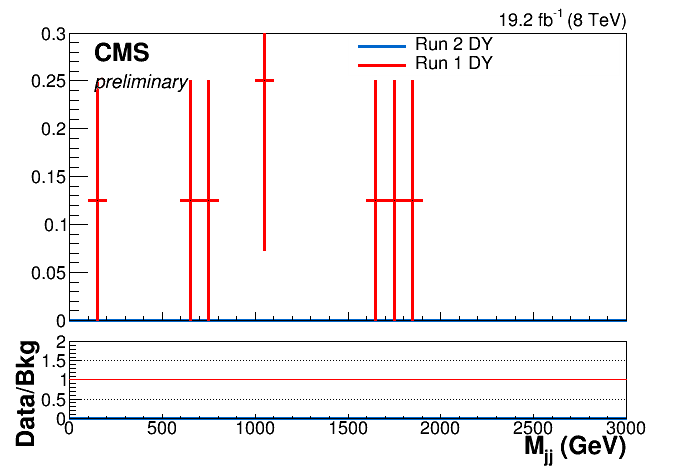 19.2 fb⁻¹ (8 TeV)
CMS
preliminary
Run 2 DY
Run 1 DY
0.3
0.25
0.2
0.15
0.1
0.05
0
2
1.5
1
0.5
0
Data/Bkg
0 500 1000 1500 2000 2500 3000
M_jj (GeV)